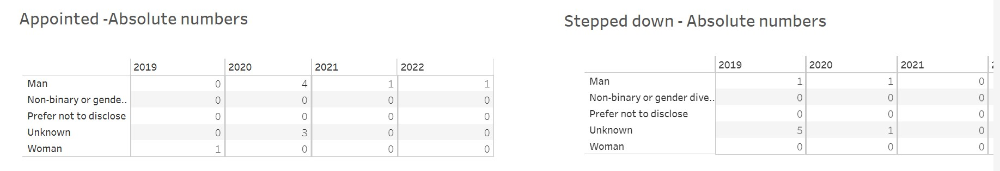 Appointed -Absolute numbers
2019 2020 2021 2022
Man 0 4 1 1
Non-binary or gende.. 0 0 0 0
Prefer not to disclose 0 0 0 0
Unknown 0 3 0 0
Woman 1 0 0 0
Stepped down - Absolute numbers
2019 2020 2021
Man 1 1 0
Non-binary or gender dive.. 0 0 0
Prefer not to disclose 0 0 0
Unknown 5 1 0
Woman 0 0 0